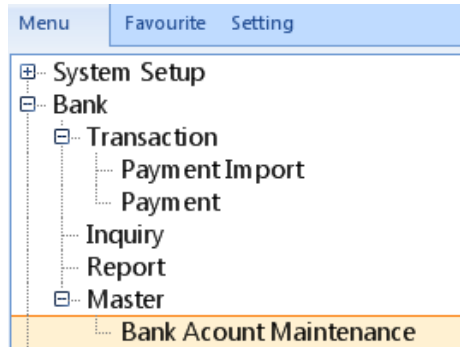 Menu Favourite Setting
System Setup
Bank
Transaction
Payment Import
Payment
Inquiry
Report
Master
Bank Acount Maintenance